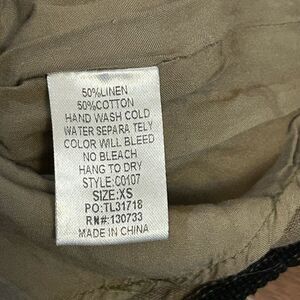 50%LINEN
50%COTTON
HAND WASH COLD
WATER SEPARA TELY
COLOR WILL BLEED
NO BLEACH
HANG TO DRY
STYLE:C0107
SIZE:XS
PO:TL31718
RN#:130733
MADE IN CHINA